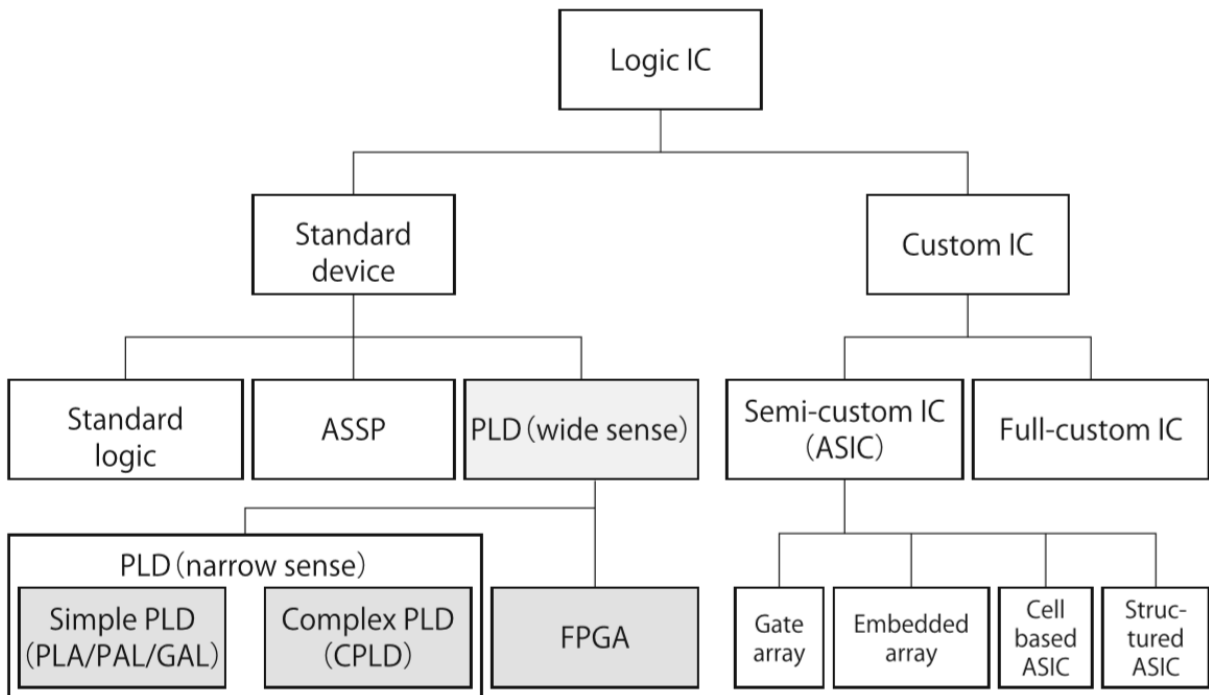 Logic IC
Standard
device
Custom IC
Standard
logic
ASSP
PLD (wide sense)
Semi-custom IC
(ASIC)
Full-custom IC
PLD (narrow sense)
Simple PLD
(PLA/PAL/GAL)
Complex PLD
(CPLD)
FPGA
Gate
array
Embedded
array
Cell
based
ASIC
Struc-
tured
ASIC